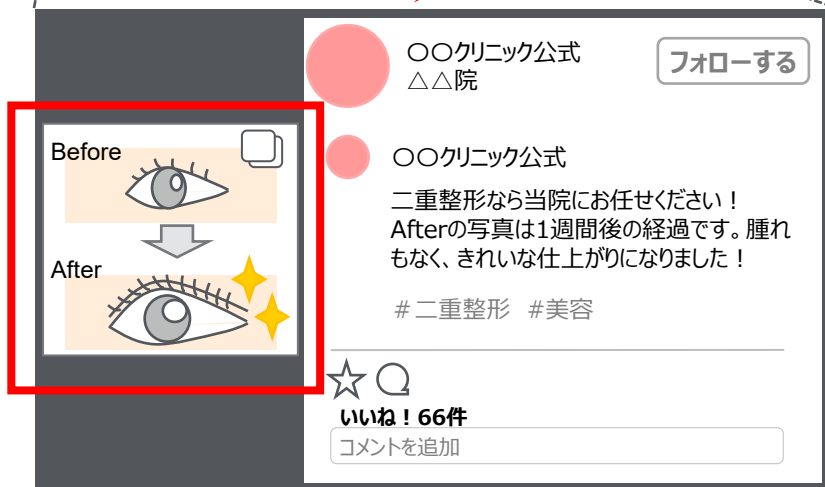 〇〇クリニック公式
△△院
フォローする
Before
After
〇〇クリニック公式
二重整形なら当院にお任せください！
Afterの写真は1週間後の経過です。腫れ
もなく、きれいな仕上がりになりました！
#二重整形 #美容
いいね！66件
コメントを追加